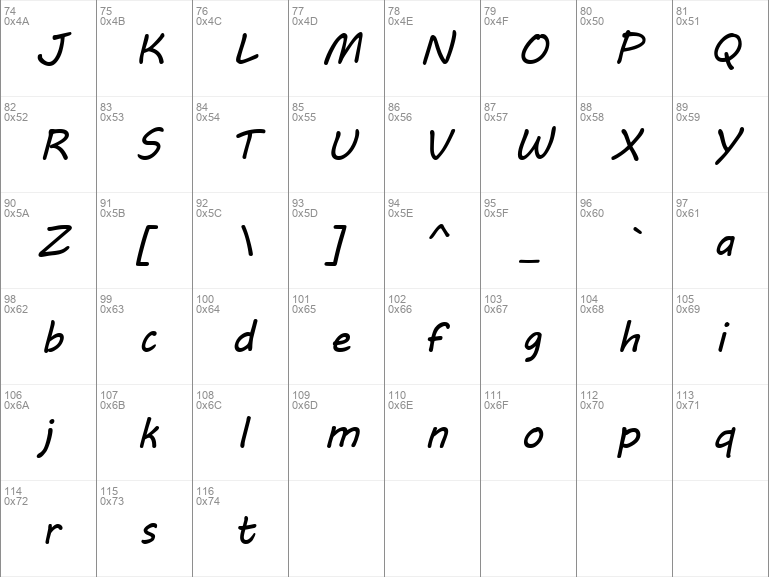 74 75 76 77 78 79 80 81
0x4A 0x4B 0x4C 0x4D 0x4E 0x4F 0x50 0x51
J K L M N O P Q
82 83 84 85 86 87 88 89
0x52 0x53 0x54 0x55 0x56 0x57 0x58 0x59
R S T U V W X Y
90 91 92 93 94 95 96 97
0x5A 0x5B 0x5C 0x5D 0x5E 0x5F 0x60 0x61
Z [ \ ] ^ _ ` a
98 99 100 101 102 103 104 105
0x62 0x63 0x64 0x65 0x66 0x67 0x68 0x69
b c d e f g h i
106 107 108 109 110 111 112 113
0x6A 0x6B 0x6C 0x6D 0x6E 0x6F 0x70 0x71
j k l m n o p q
114 115 116
0x72 0x73 0x74
r s t